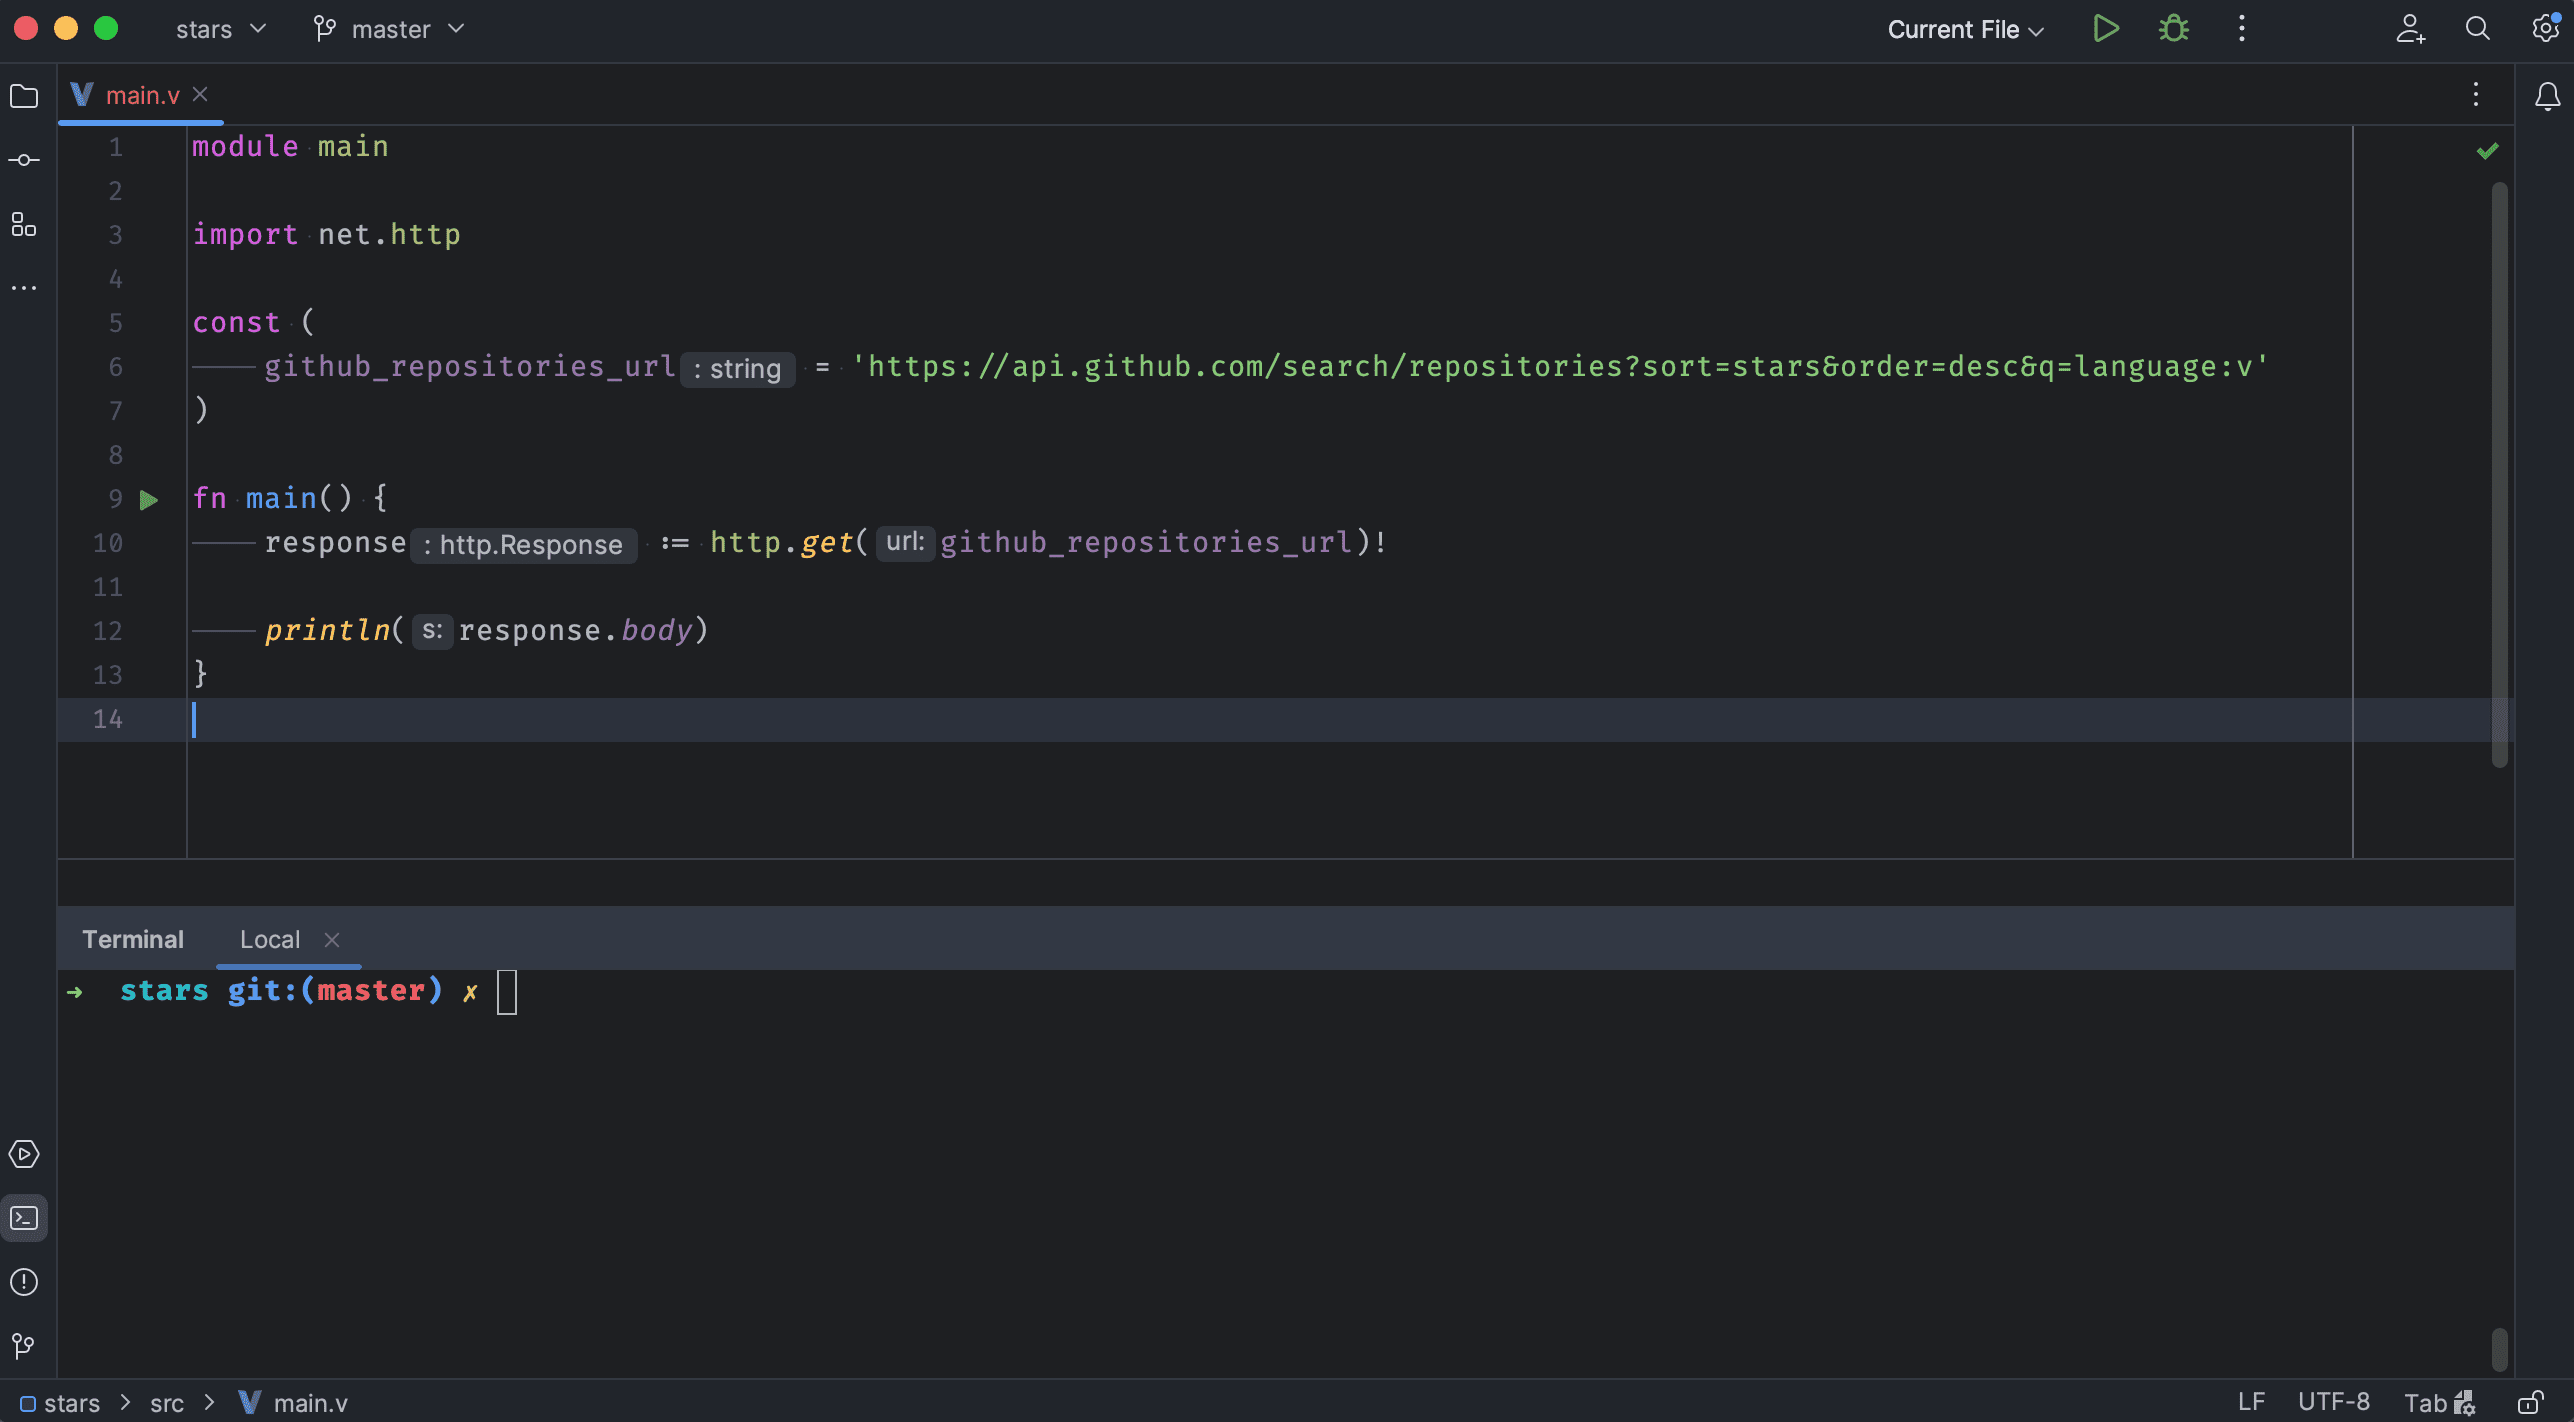 stars master Current File
main.v
1 module main
2
3 import net.http
4
5 const (
6 github_repositories_url : string = 'https://api.github.com/search/repositories?sort=stars&order=desc&q=language:v'
7 )
8
9 fn main() {
10 response : http.Response := http.get( url: github_repositories_url)!
11
12 println( s: response.body)
13 }
14
Terminal Local
→ stars git:(master) ✗
stars > src > main.v LF UTF-8 Tab